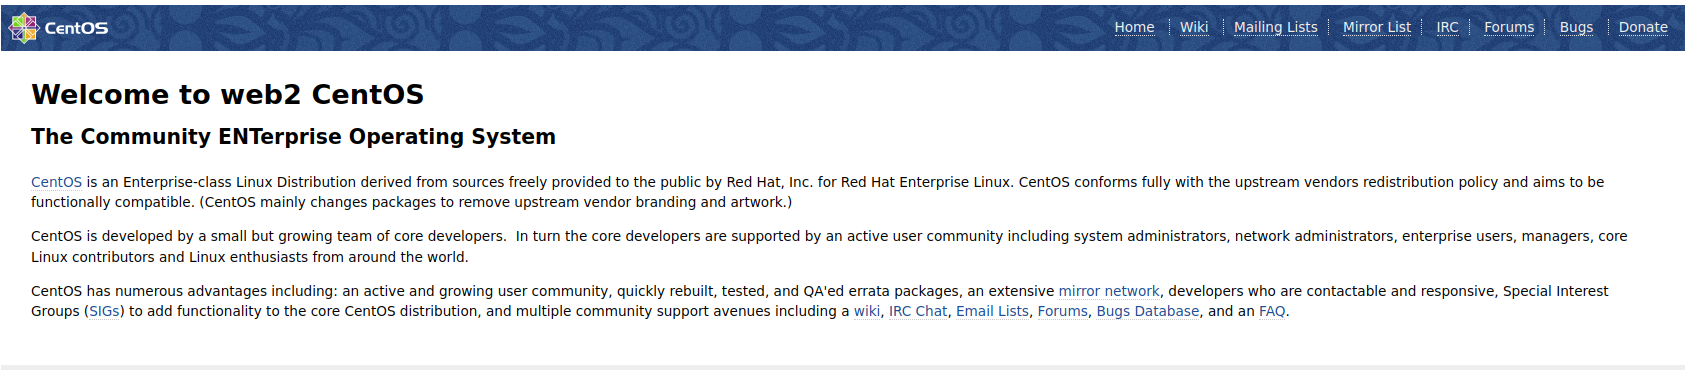 CentOS
Home Wiki Mailing Lists Mirror List IRC Forums Bugs Donate
Welcome to web2 CentOS
The Community ENTerprise Operating System
CentOS is an Enterprise-class Linux Distribution derived from sources freely provided to the public by Red Hat, Inc. for Red Hat Enterprise Linux. CentOS conforms fully with the upstream vendors redistribution policy and aims to be
functionally compatible. (CentOS mainly changes packages to remove upstream vendor branding and artwork.)
CentOS is developed by a small but growing team of core developers.  In turn the core developers are supported by an active user community including system administrators, network administrators, enterprise users, managers, core
Linux contributors and Linux enthusiasts from around the world.
CentOS has numerous advantages including: an active and growing user community, quickly rebuilt, tested, and QA'ed errata packages, an extensive mirror network, developers who are contactable and responsive, Special Interest
Groups (SIGs) to add functionality to the core CentOS distribution, and multiple community support avenues including a wiki, IRC Chat, Email Lists, Forums, Bugs Database, and an FAQ.